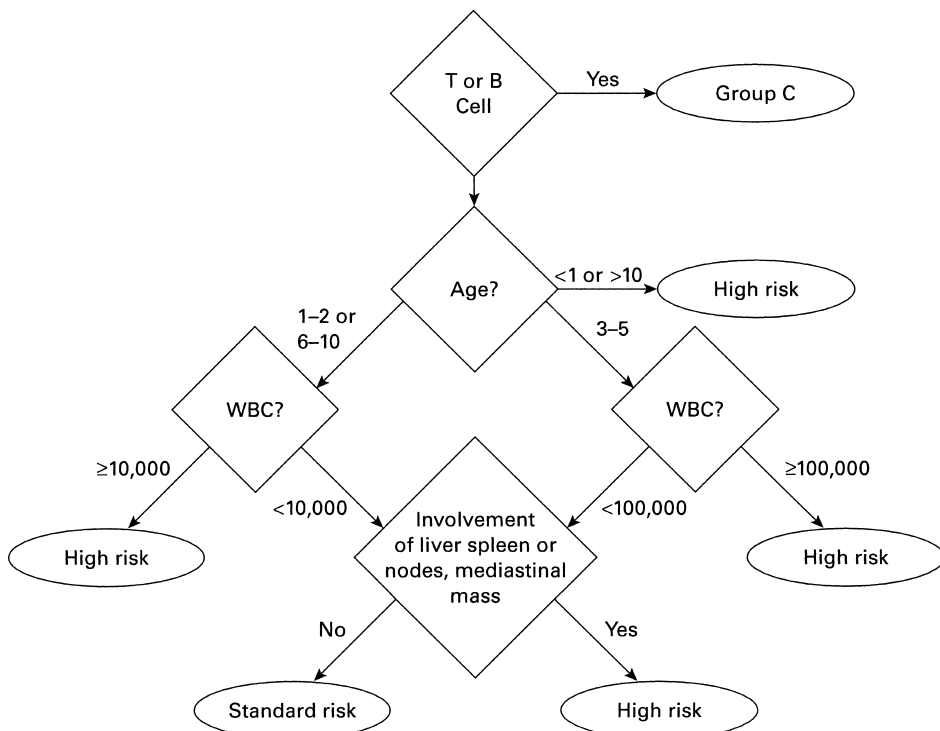 T or B
Cell
Yes
Group C
Age?
<1 or >10
High risk
1–2 or
6–10
3–5
WBC?
WBC?
≥10,000
<10,000
<100,000
≥100,000
High risk
Involvement
of liver spleen or
nodes, mediastinal
mass
High risk
No
Yes
Standard risk
High risk